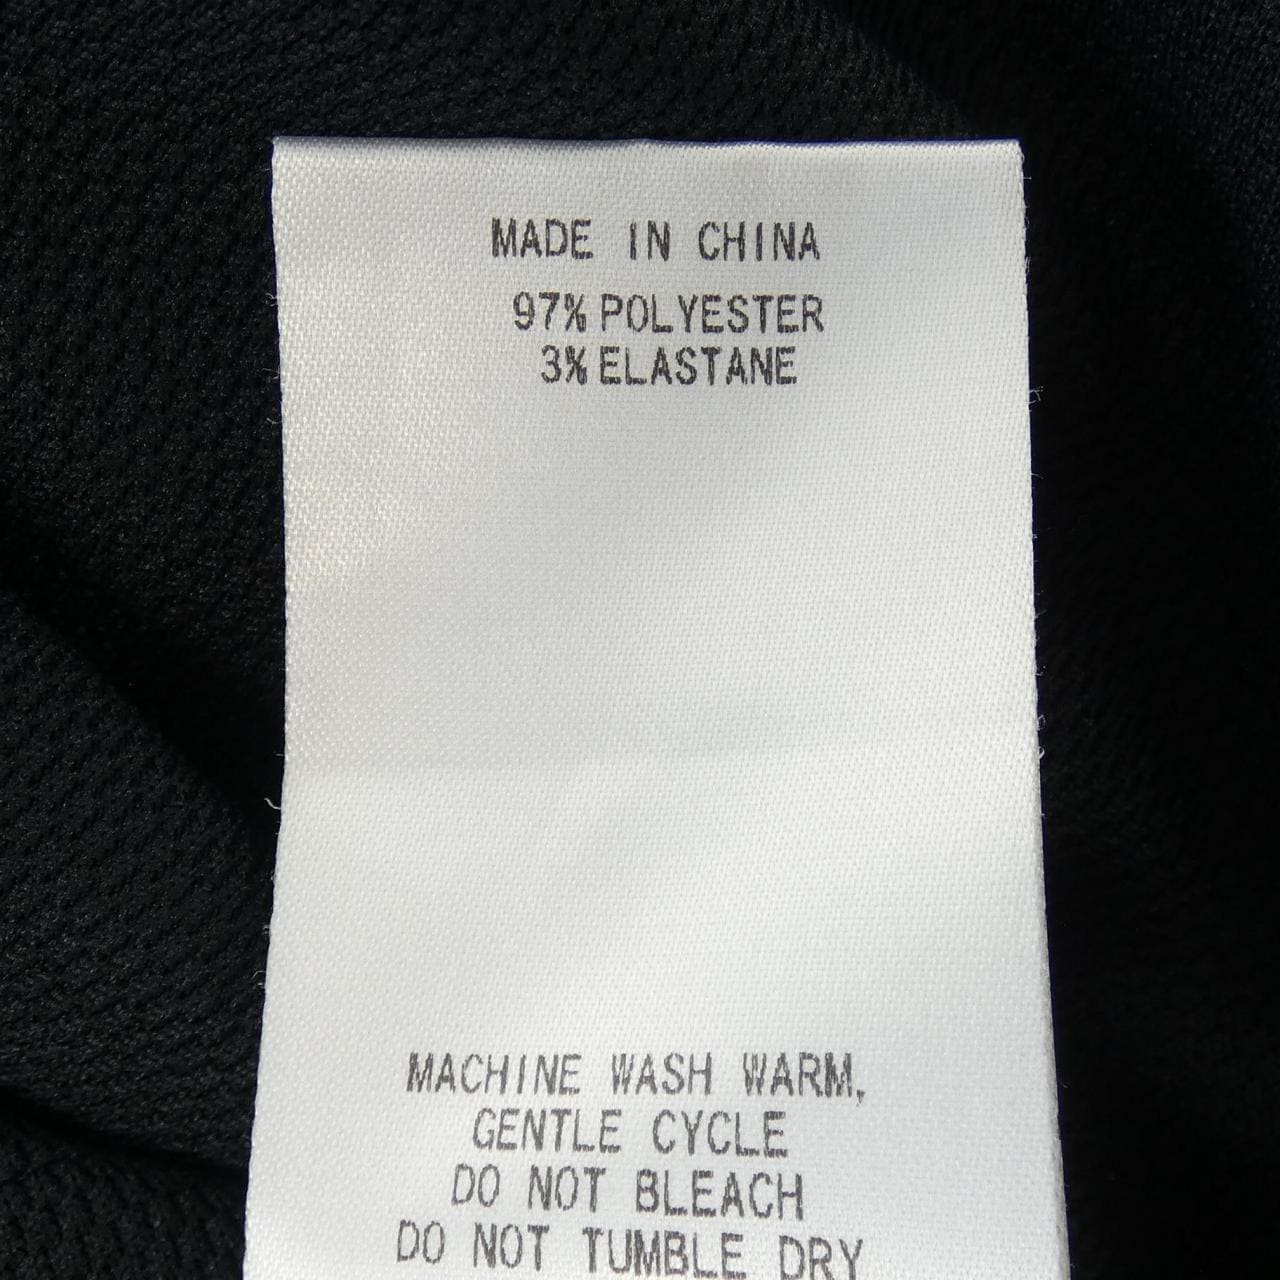 MADE IN CHINA
97% POLYESTER
3% ELASTANE
MACHINE WASH WARM,
GENTLE CYCLE
DO NOT BLEACH
DO NOT TUMBLE DRY